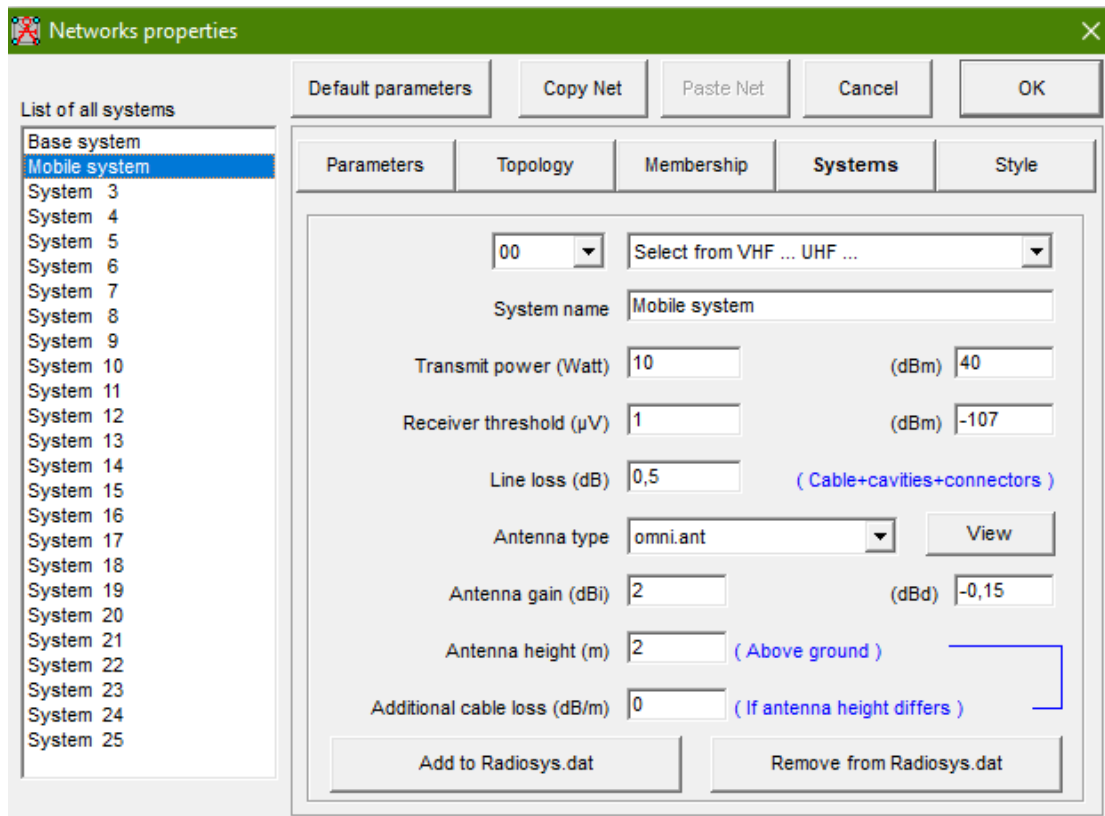 Networks properties
Default parameters Copy Net Paste Net Cancel OK
List of all systems
Base system
Mobile system
System 3
System 4
System 5
System 6
System 7
System 8
System 9
System 10
System 11
System 12
System 13
System 14
System 15
System 16
System 17
System 18
System 19
System 20
System 21
System 22
System 23
System 24
System 25
Parameters Topology Membership Systems Style
00 Select from VHF ... UHF ...
System name Mobile system
Transmit power (Watt) 10 (dBm) 40
Receiver threshold (µV) 1 (dBm) -107
Line loss (dB) 0,5 ( Cable+cavities+connectors )
Antenna type omni.ant View
Antenna gain (dBi) 2 (dBd) -0,15
Antenna height (m) 2 ( Above ground )
Additional cable loss (dB/m) 0 ( If antenna height differs )
Add to Radiosys.dat Remove from Radiosys.dat